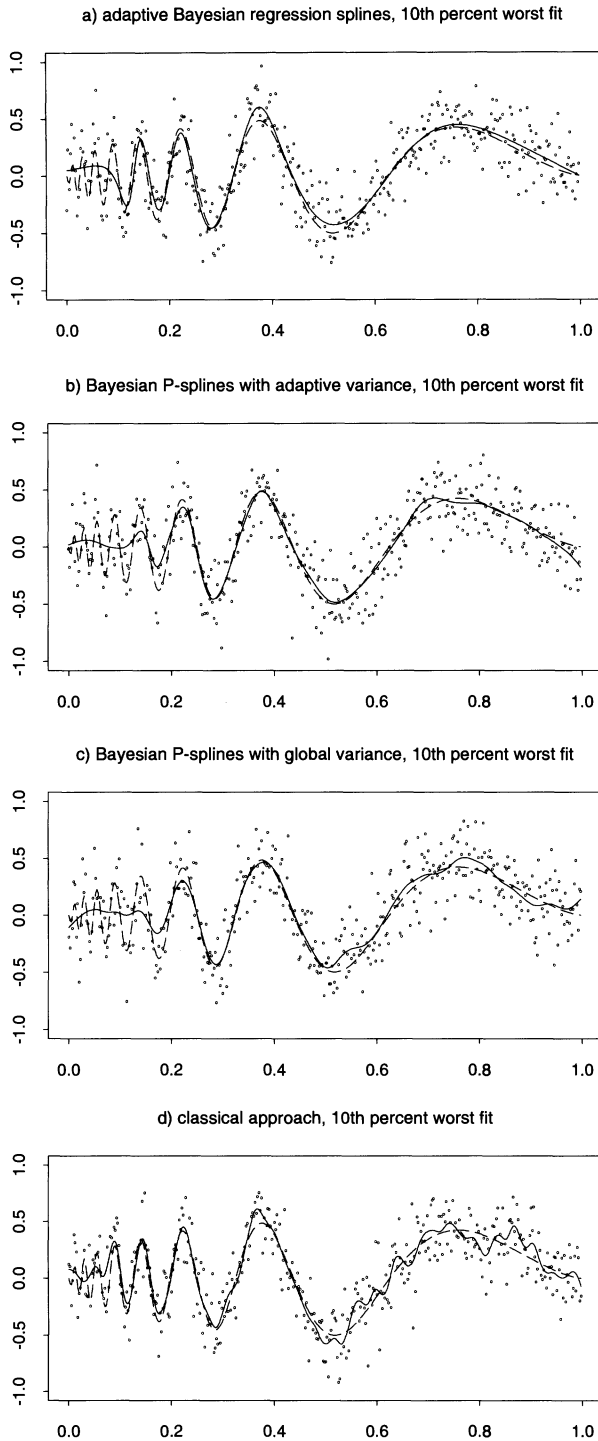 a) adaptive Bayesian regression splines, 10th percent worst fit
1.0
0.5
0.0
-0.5
-1.0
0.0 0.2 0.4 0.6 0.8 1.0
b) Bayesian P-splines with adaptive variance, 10th percent worst fit
1.0
0.5
0.0
-0.5
-1.0
0.0 0.2 0.4 0.6 0.8 1.0
c) Bayesian P-splines with global variance, 10th percent worst fit
1.0
0.5
0.0
-0.5
-1.0
0.0 0.2 0.4 0.6 0.8 1.0
d) classical approach, 10th percent worst fit
1.0
0.5
0.0
-0.5
-1.0
0.0 0.2 0.4 0.6 0.8 1.0